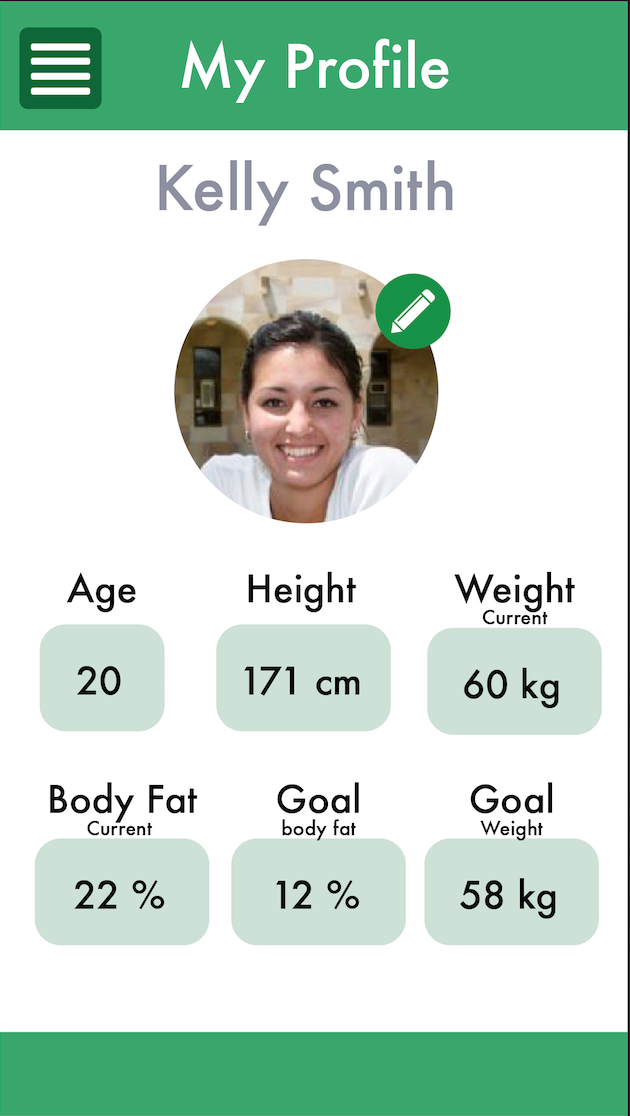 My Profile
Kelly Smith
Age
Height
Weight
Current
20
171 cm
60 kg
Body Fat
Goal
Goal
Current
body fat
Weight
22 %
12 %
58 kg